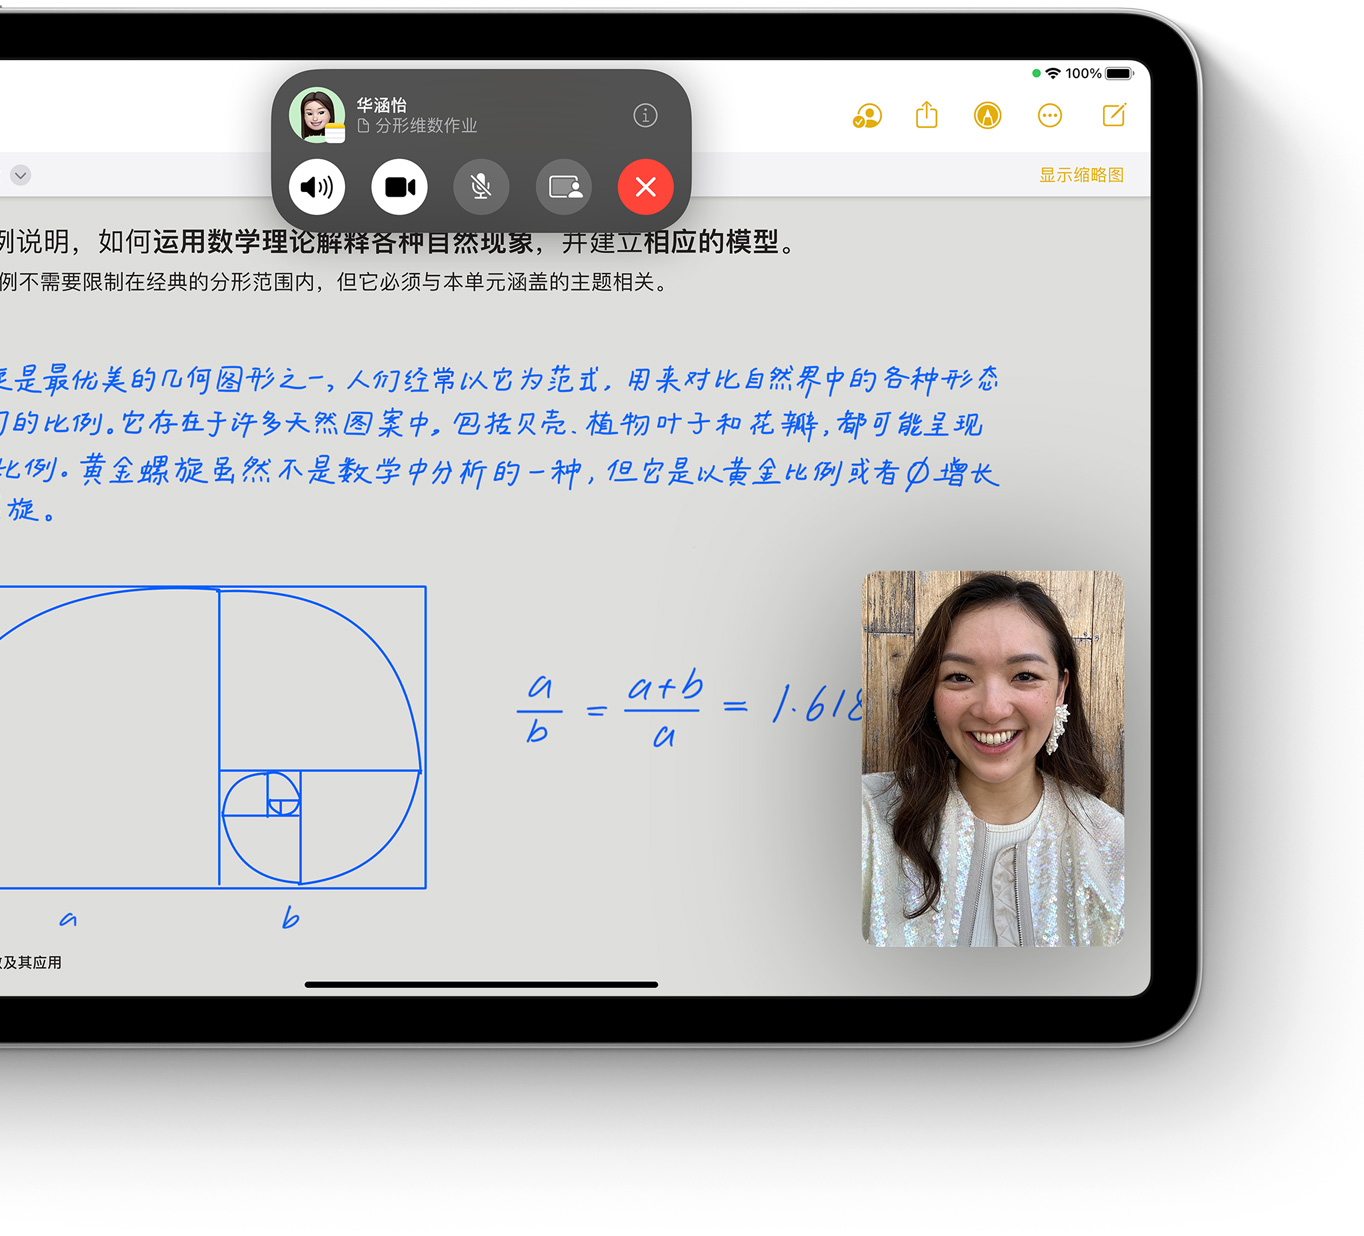 100%
华涵怡
分形维数作业
显示缩略图
例说明，如何运用数学理论解释各种自然现象，并建立相应的模型。
例不需要限制在经典的分形范围内，但它必须与本单元涵盖的主题相关。
是最优美的几何图形之一，人们经常以它为范式，用来对比自然界中的各种形态
的比例。它存在于许多天然图案中，包括贝壳、植物叶子和花瓣，都可能呈现
比例。黄金螺旋虽然不是数学中分析的一种，但它是以黄金比例或者∅增长
旋。
a/b = (a+b)/a = 1.618
a b
及其应用